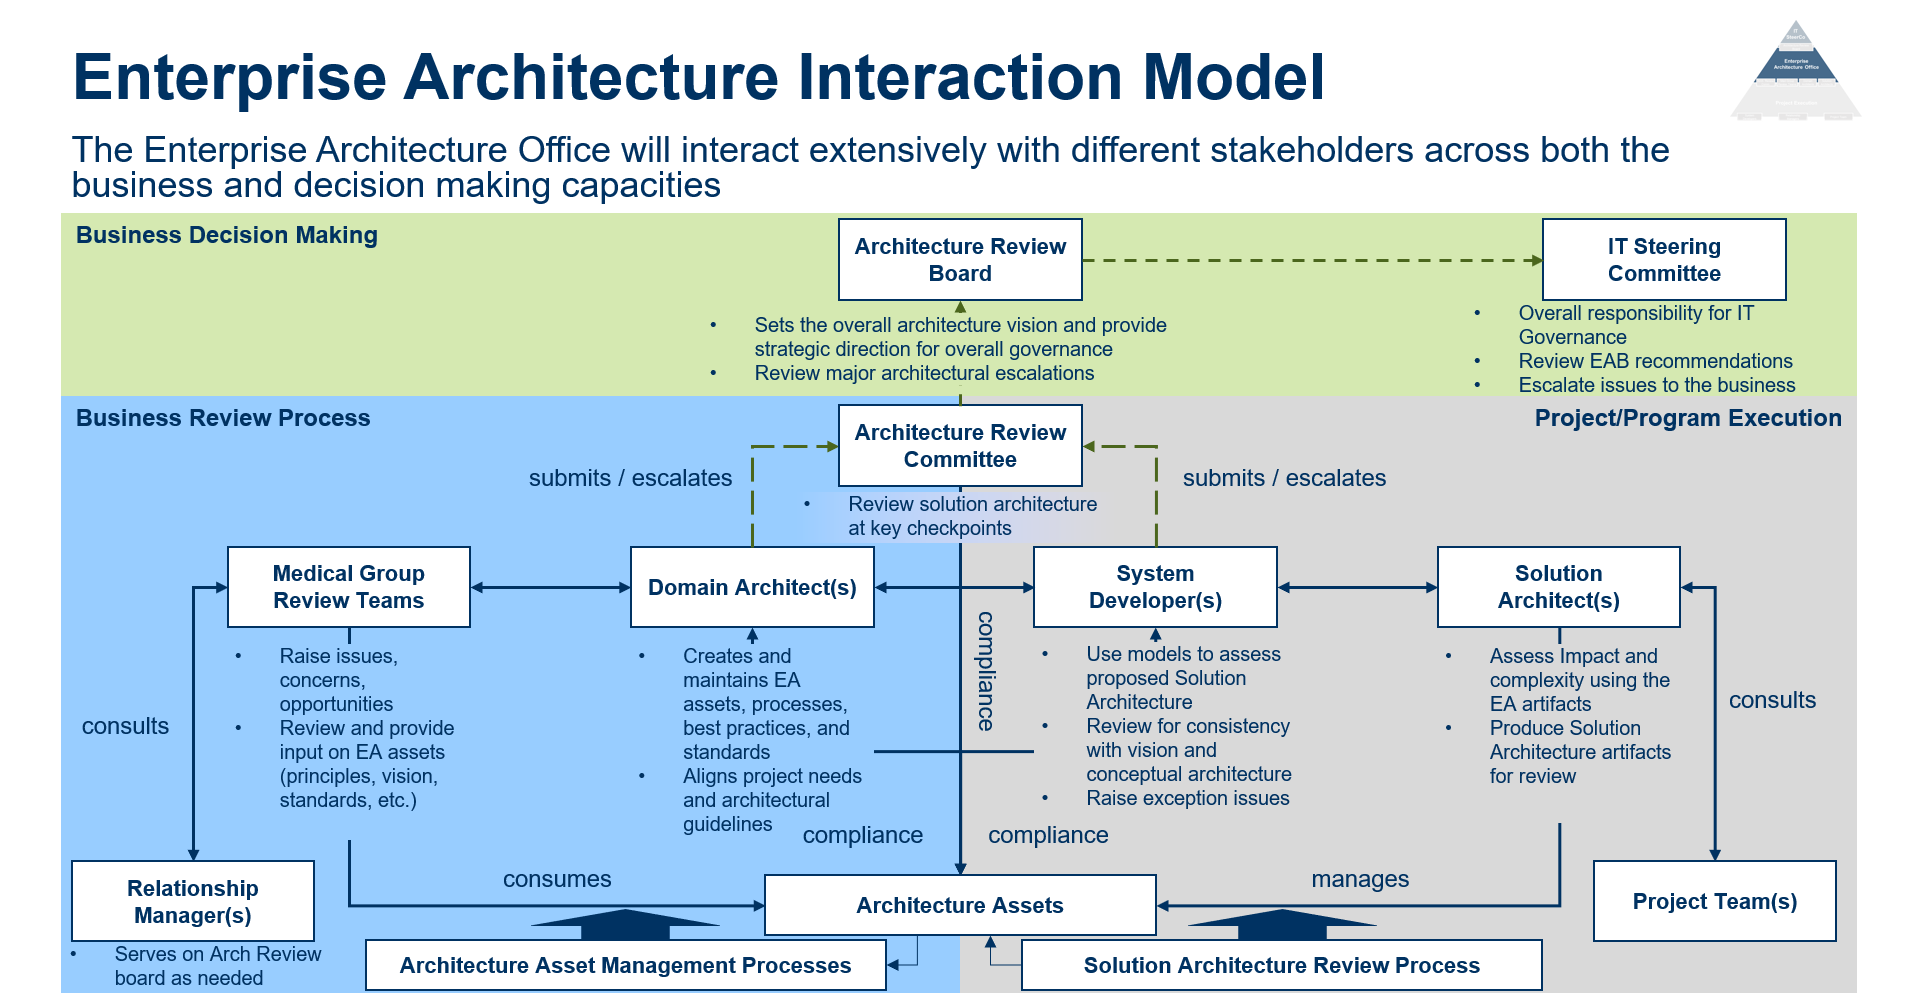 Enterprise Architecture Interaction Model
IT
SteerCo
Enterprise
Architecture Office
The Enterprise Architecture Office will interact extensively with different stakeholders across both the
business and decision making capacities
Business Decision Making
Architecture Review
Board
IT Steering
Committee
• Sets the overall architecture vision and provide
strategic direction for overall governance
• Review major architectural escalations
• Overall responsibility for IT
Governance
• Review EAB recommendations
• Escalate issues to the business
Business Review Process
Project/Program Execution
Architecture Review
Committee
submits / escalates
submits / escalates
• Review solution architecture
at key checkpoints
Medical Group
Review Teams
Domain Architect(s)
System
Developer(s)
Solution
Architect(s)
• Raise issues,
concerns,
opportunities
• Review and provide
input on EA assets
(principles, vision,
standards, etc.)
• Creates and
maintains EA
assets, processes,
best practices, and
standards
• Aligns project needs
and architectural
guidelines
compliance
• Use models to assess
proposed Solution
Architecture
• Review for consistency
with vision and
conceptual architecture
• Raise exception issues
• Assess Impact and
complexity using the
EA artifacts
• Produce Solution
Architecture artifacts
for review
consults
consults
compliance
compliance
consumes
manages
Relationship
Manager(s)
Architecture Assets
Project Team(s)
• Serves on Arch Review
board as needed
Architecture Asset Management Processes
Solution Architecture Review Process